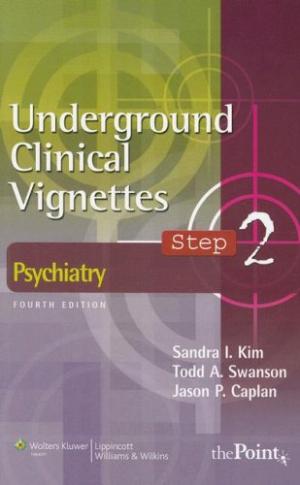 Underground
Clinical
Vignettes
Step 2
Psychiatry
FOURTH EDITION
Sandra I. Kim
Todd A. Swanson
Jason P. Caplan
Wolters Kluwer
Lippincott
Williams & Wilkins
thePoint